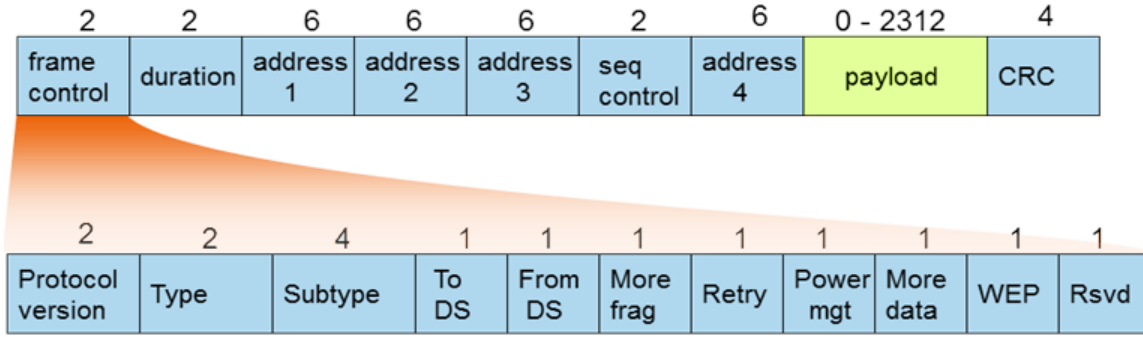 2 2 6 6 6 2 6 0 - 2312 4
frame control
duration
address 1
address 2
address 3
seq control
address 4
payload
CRC
2 2 4 1 1 1 1 1 1 1 1
Protocol version
Type
Subtype
To DS
From DS
More frag
Retry
Power mgt
More data
WEP
Rsvd